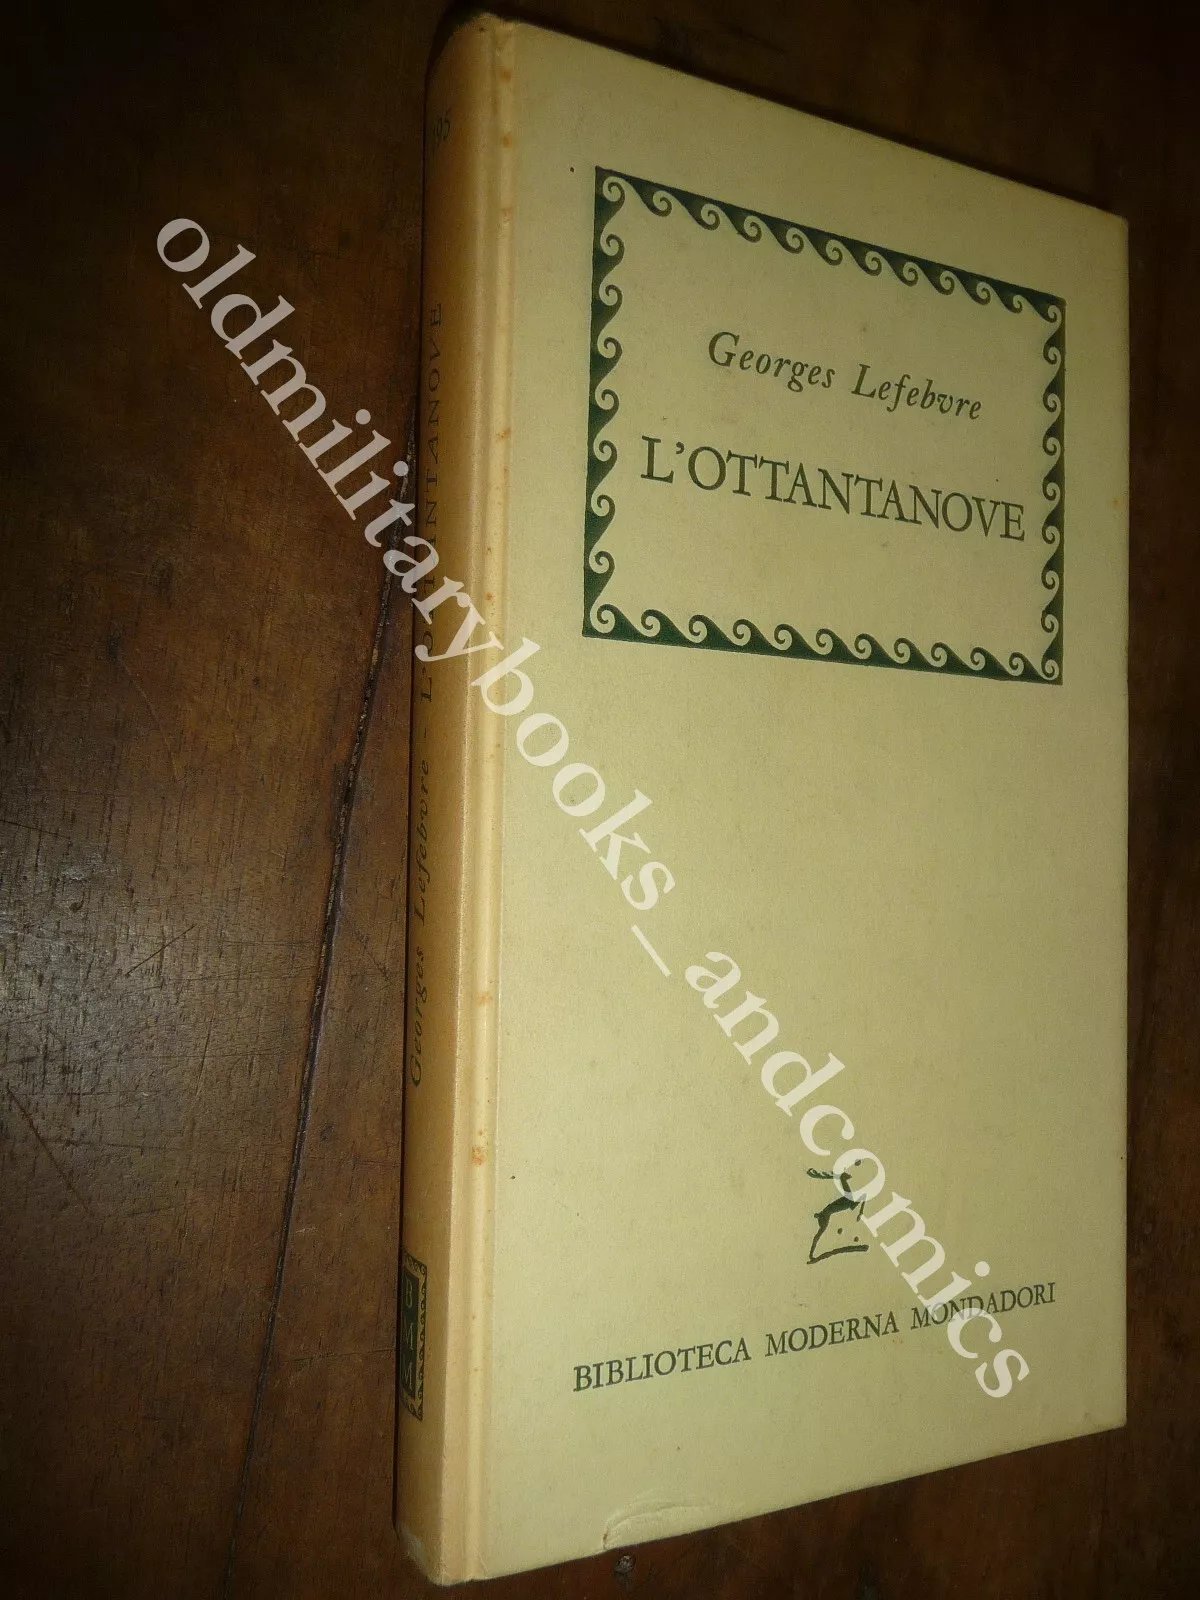 Georges Lefebvre
L'OTTANTANOVE
BIBLIOTECA MODERNA MONDADORI
Georges Lefebvre - L'OTTANTANOVE
B
A
M
oldmilitarybooks_andcomics